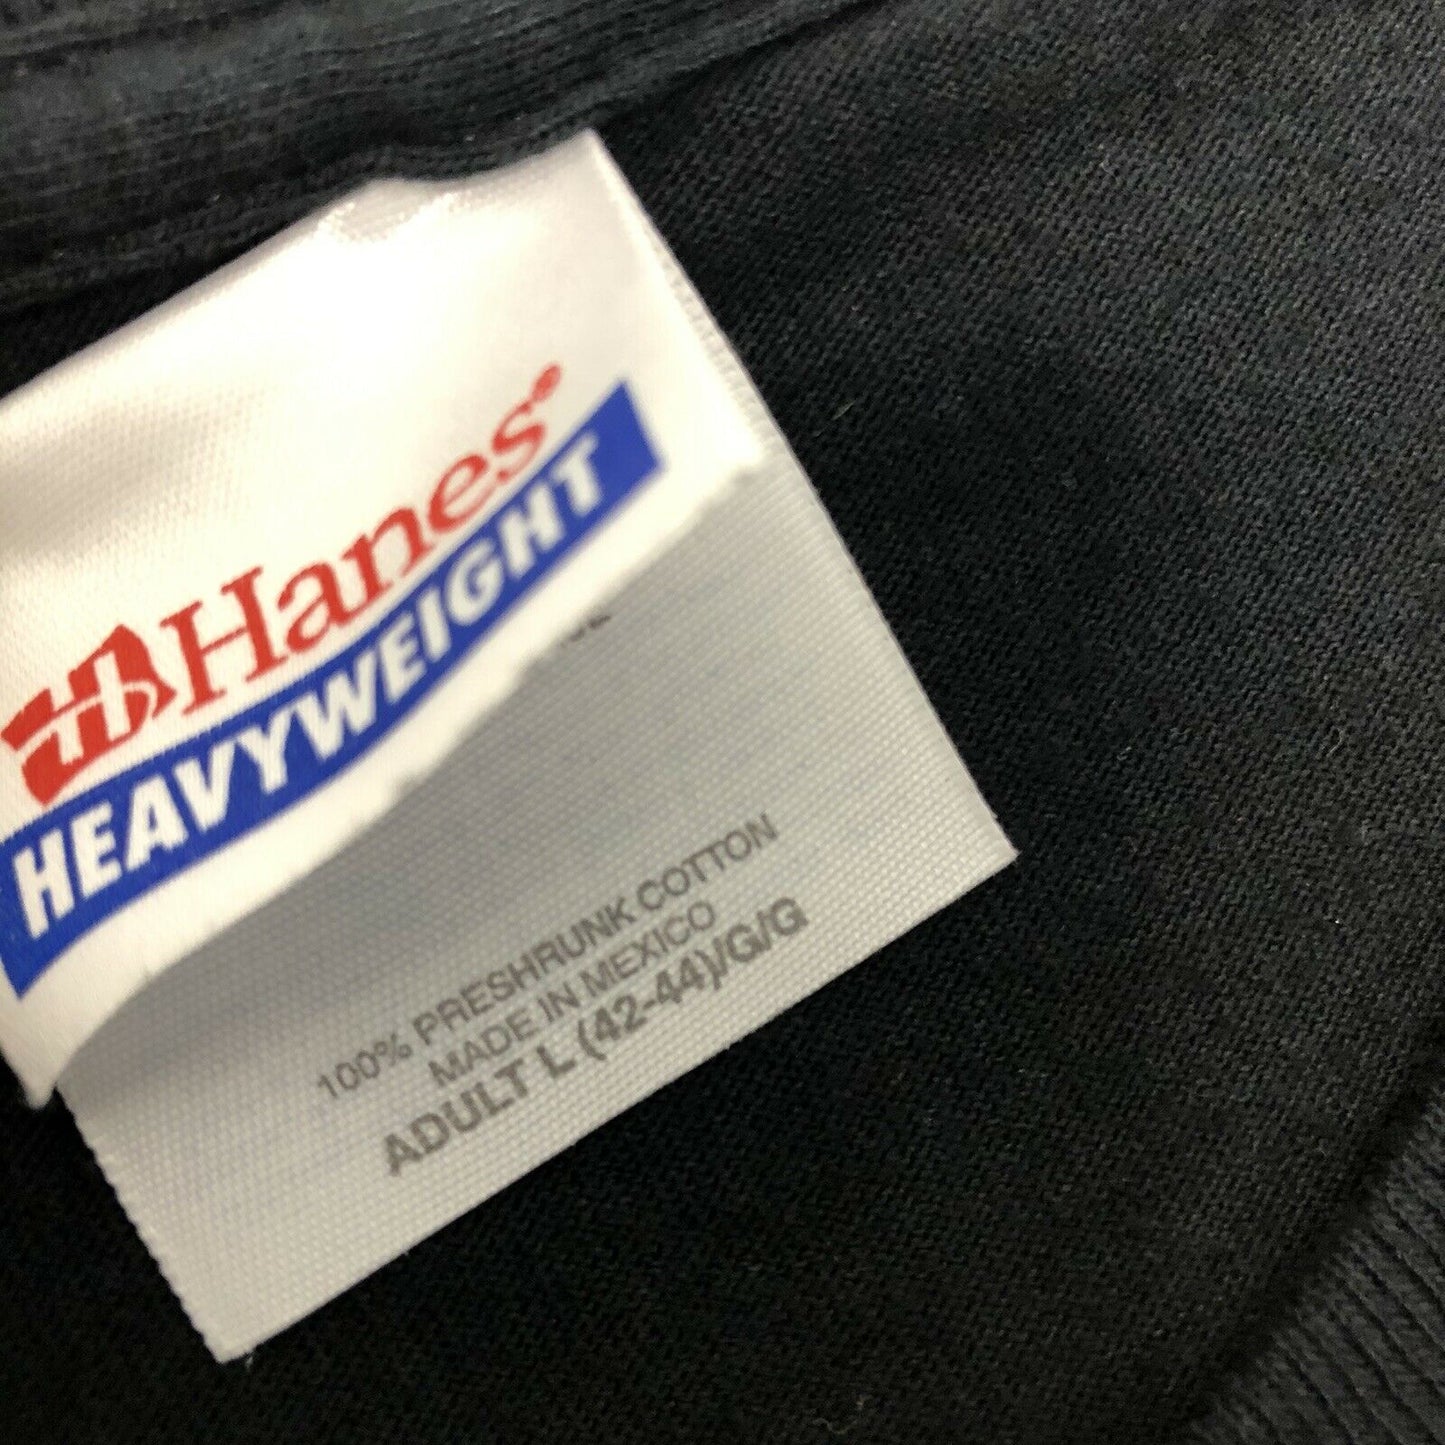 Hanes®
HEAVYWEIGHT
100% PRESHRUNK COTTON
MADE IN MEXICO
ADULT L (42-44)/G/G